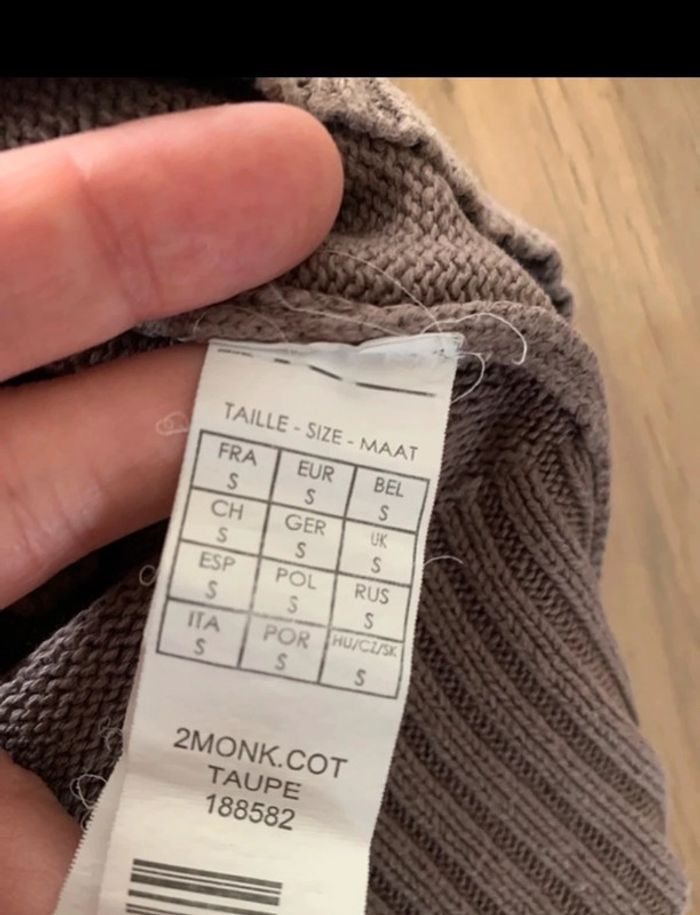 TAILLE - SIZE - MAAT
FRA EUR BEL
S S S
CH GER UK
S S S
ESP POL RUS
S S S
ITA POR HU/CZ/SK
S S S
2MONK.COT
TAUPE
188582